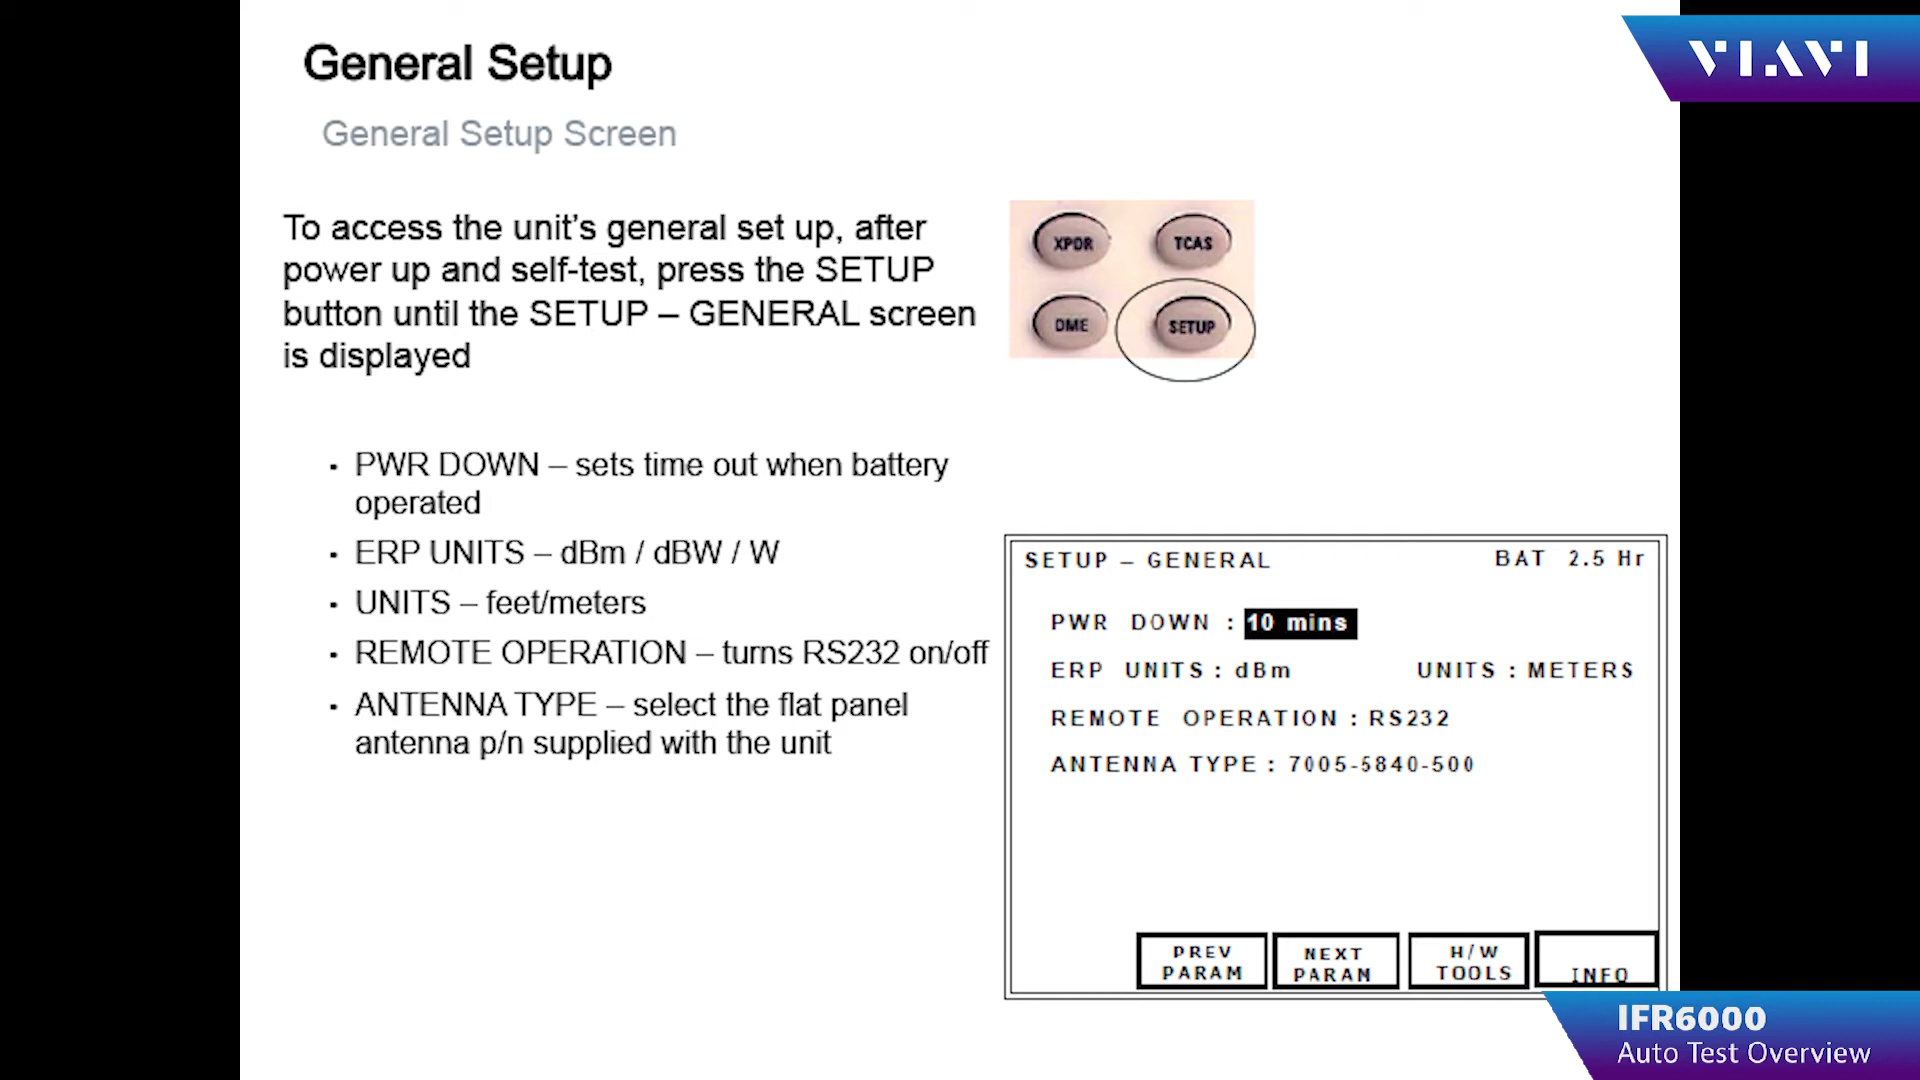 General Setup
VIAVI
General Setup Screen
To access the unit's general set up, after
power up and self-test, press the SETUP
button until the SETUP – GENERAL screen
is displayed
XPDR TCAS
DME SETUP
▪ PWR DOWN – sets time out when battery
operated
▪ ERP UNITS – dBm / dBW / W
▪ UNITS – feet/meters
▪ REMOTE OPERATION – turns RS232 on/off
▪ ANTENNA TYPE – select the flat panel
antenna p/n supplied with the unit
SETUP – GENERAL BAT 2.5 Hr
PWR DOWN : 10 mins
ERP UNITS : dBm UNITS : METERS
REMOTE OPERATION : RS232
ANTENNA TYPE : 7005-5840-500
PREV
PARAM
NEXT
PARAN
H/W
TOOLS
INFO
IFR6000
Auto Test Overview